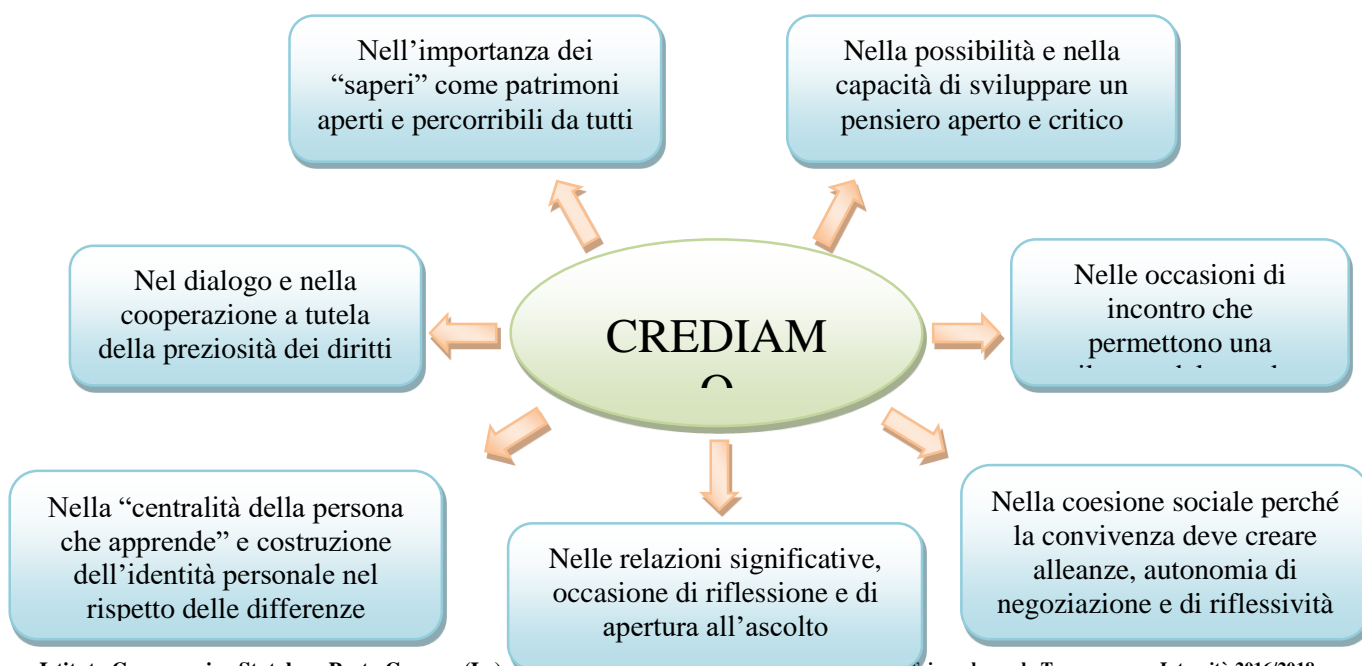 Nell’importanza dei
“saperi” come patrimoni
aperti e percorribili da tutti
Nella possibilità e nella
capacità di sviluppare un
pensiero aperto e critico
Nel dialogo e nella
cooperazione a tutela
della preziosità dei diritti
CREDIAM
O
Nelle occasioni di
incontro che
permettono una
Nella “centralità della persona
che apprende” e costruzione
dell’identità personale nel
rispetto delle differenze
Nelle relazioni significative,
occasione di riflessione e di
apertura all’ascolto
Nella coesione sociale perché
la convivenza deve creare
alleanze, autonomia di
negoziazione e di riflessività
2016/2018